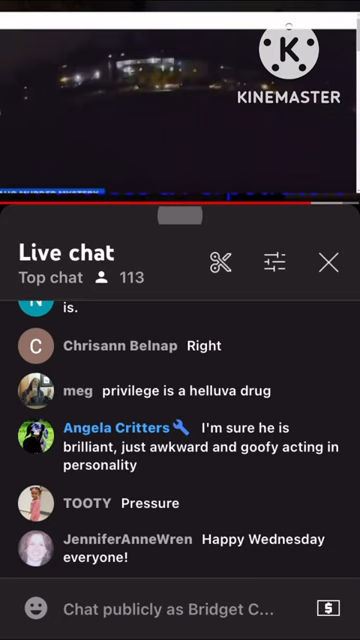 K
KINEMASTER
Live chat
Top chat 113
N
is.
C Chrisann Belnap Right
meg privilege is a helluva drug
Angela Critters I'm sure he is
brilliant, just awkward and goofy acting in
personality
TOOTY Pressure
JenniferAnneWren Happy Wednesday
everyone!
Chat publicly as Bridget C...
$